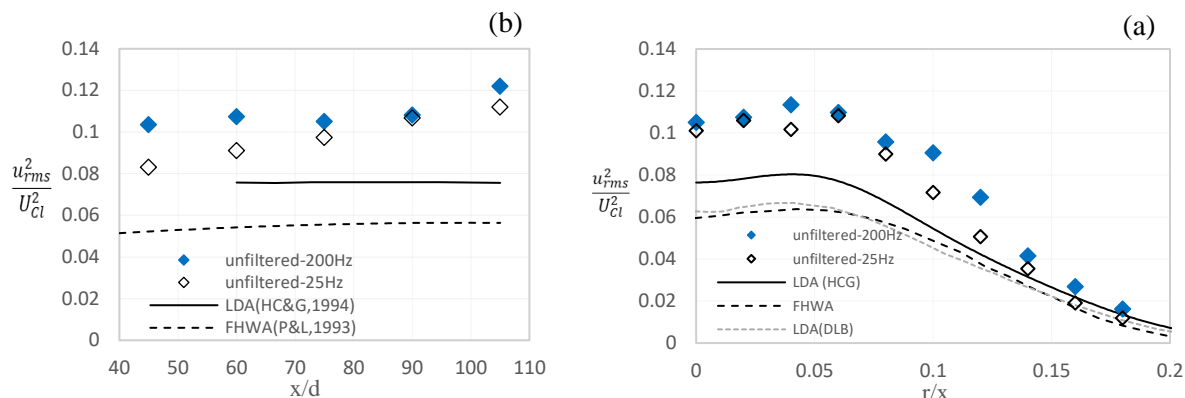 (b)
0.14
0.12
0.1
0.08
0.06
0.04
0.02
0
u²rms
U²Cl
unfiltered-200Hz
unfiltered-25Hz
LDA(HC&G,1994)
FHWA(P&L,1993)
40 50 60 70 80 90 100 110
x/d
(a)
0.14
0.12
0.1
0.08
0.06
0.04
0.02
0
u²rms
U²Cl
unfiltered-200Hz
unfiltered-25Hz
LDA (HCG)
FHWA
LDA(DLB)
0 0.05 0.1 0.15 0.2
r/x